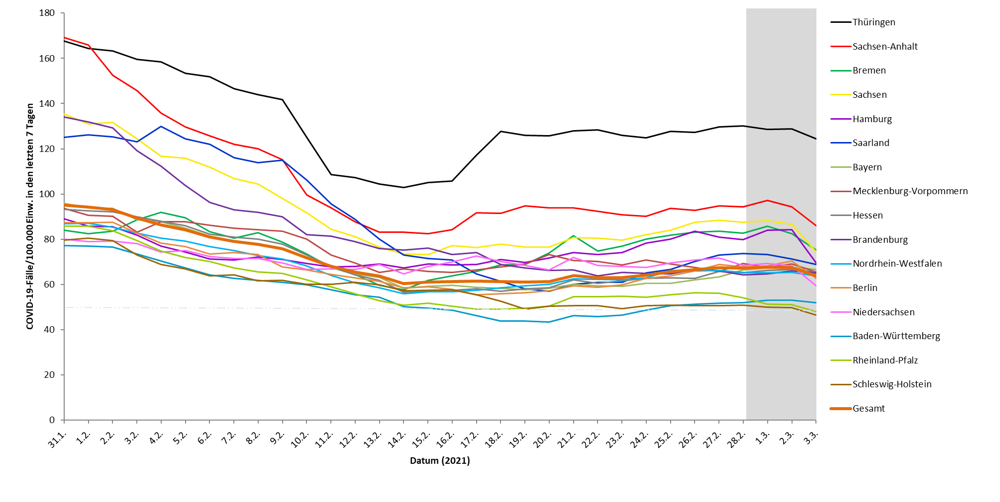 COVID-19-Fälle/100.000 Einw. in den letzten 7 Tagen
180
160
140
120
100
80
60
40
20
0
31.1.
1.2.
2.2.
3.2.
4.2.
5.2.
6.2.
7.2.
8.2.
9.2.
10.2.
11.2.
12.2.
13.2.
14.2.
15.2.
16.2.
17.2.
18.2.
19.2.
20.2.
21.2.
22.2.
23.2.
24.2.
25.2.
26.2.
27.2.
28.2.
1.3.
2.3.
3.3.
Datum (2021)
Thüringen
Sachsen-Anhalt
Bremen
Sachsen
Hamburg
Saarland
Bayern
Mecklenburg-Vorpommern
Hessen
Brandenburg
Nordrhein-Westfalen
Berlin
Niedersachsen
Baden-Württemberg
Rheinland-Pfalz
Schleswig-Holstein
Gesamt